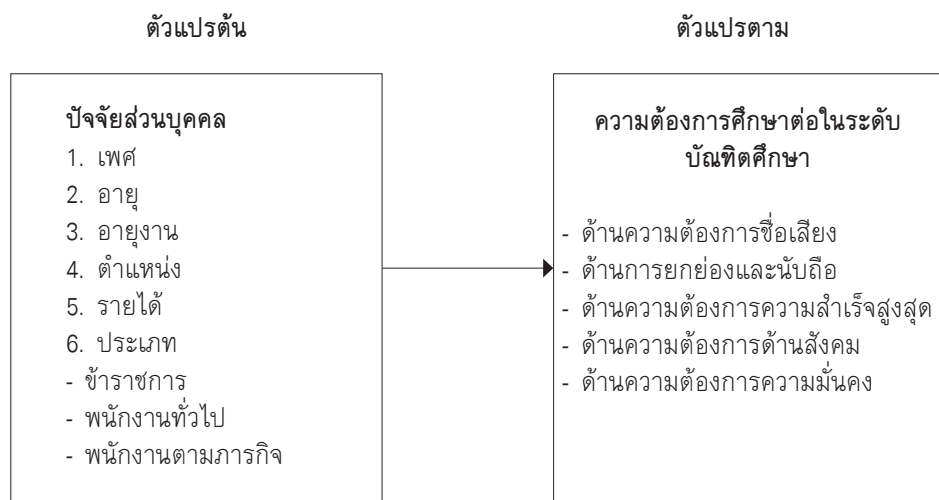 ตัวแปรต้น
ตัวแปรตาม
ปัจจัยส่วนบุคคล
1. เพศ
2. อายุ
3. อายุงาน
4. ตำแหน่ง
5. รายได้
6. ประเภท
- ข้าราชการ
- พนักงานทั่วไป
- พนักงานตามภารกิจ
ความต้องการศึกษาต่อในระดับ
บัณฑิตศึกษา
- ด้านความต้องการชื่อเสียง
- ด้านการยกย่องและนับถือ
- ด้านความต้องการความสำเร็จสูงสุด
- ด้านความต้องการด้านสังคม
- ด้านความต้องการความมั่นคง